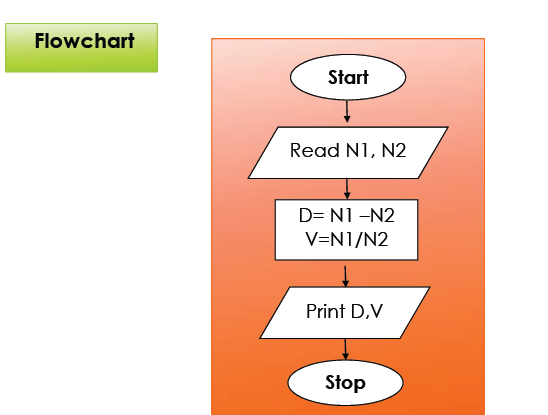 Flowchart
Start
Read N1, N2
D= N1 –N2
V=N1/N2
Print D,V
Stop